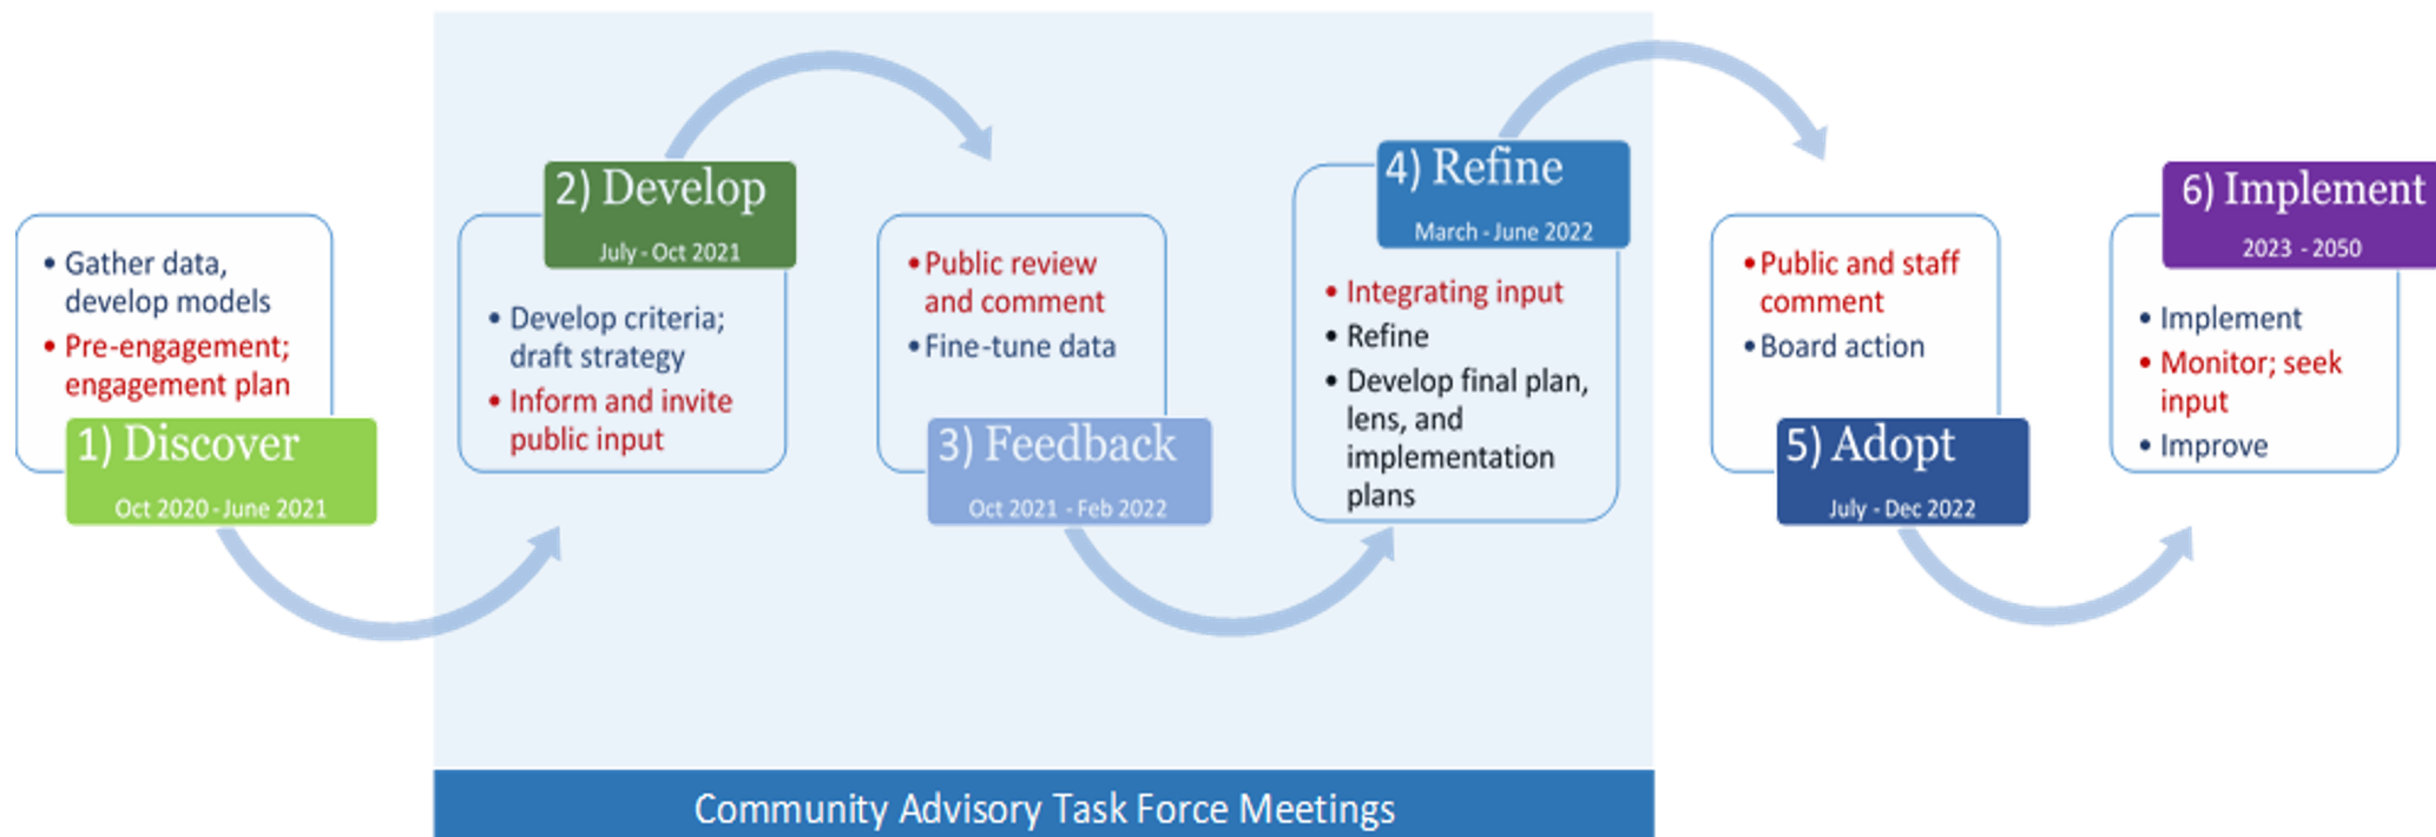 • Gather data,
develop models
• Pre-engagement;
engagement plan
1) Discover
Oct 2020 - June 2021
2) Develop
July - Oct 2021
• Develop criteria;
draft strategy
• Inform and invite
public input
• Public review
and comment
• Fine-tune data
3) Feedback
Oct 2021 - Feb 2022
4) Refine
March - June 2022
• Integrating input
• Refine
• Develop final plan,
lens, and
implementation
plans
• Public and staff
comment
• Board action
5) Adopt
July - Dec 2022
6) Implement
2023 - 2050
• Implement
• Monitor; seek
input
• Improve
Community Advisory Task Force Meetings